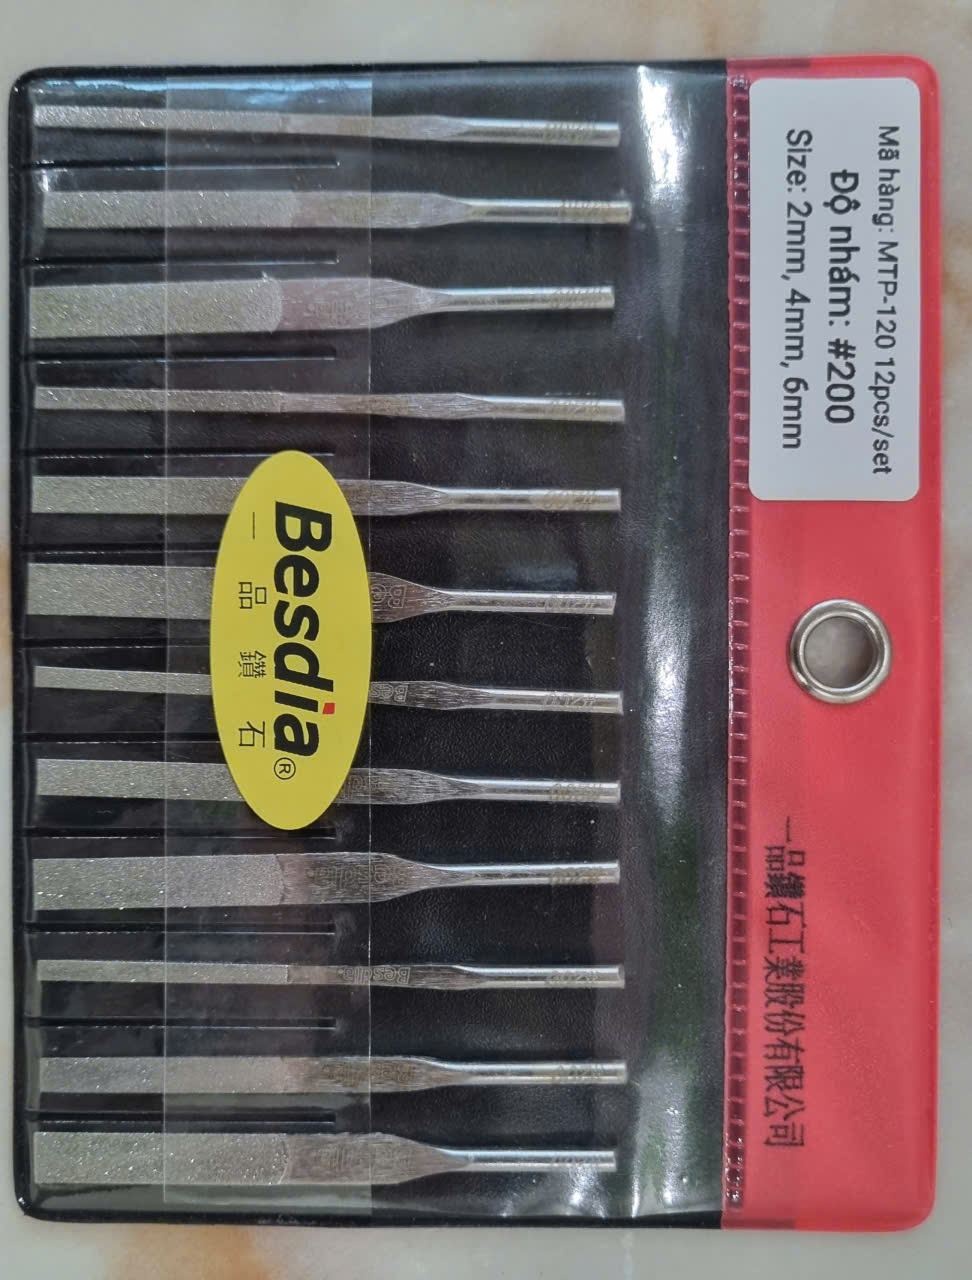 Mã hàng: MTP-120 12pcs/set
Độ nhám: #200
Size: 2mm, 4mm, 6mm
Besdia®
一品鑽石
一品鑽石工業股份有限公司
Besdia